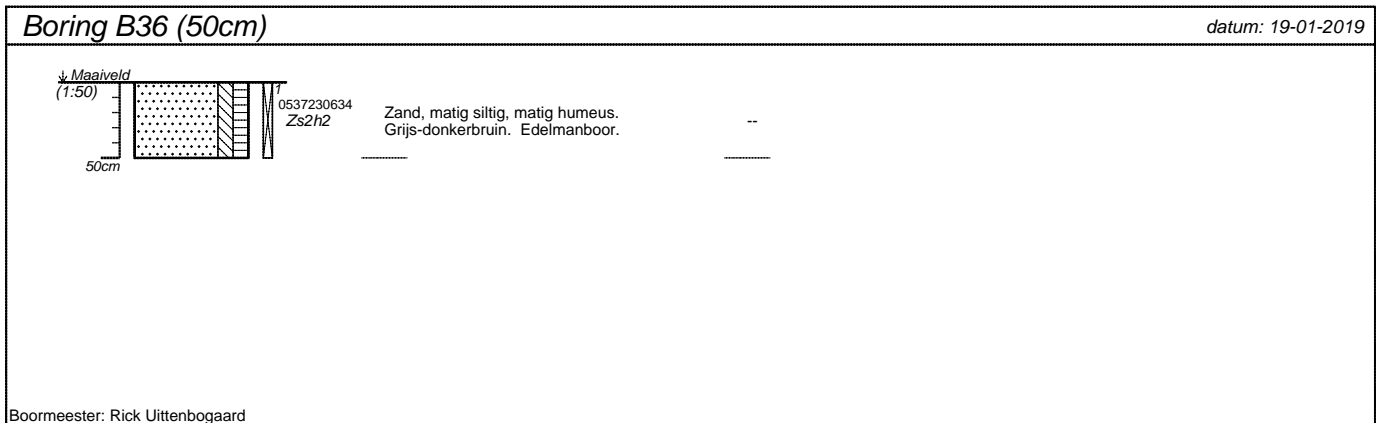 Boring B36 (50cm)
datum: 19-01-2019
Maaiveld
(1:50)
1
0537230634
Zs2h2
Zand, matig siltig, matig humeus.
Grijs-donkerbruin. Edelmanboor.
--
50cm
Boormeester: Rick Uittenbogaard